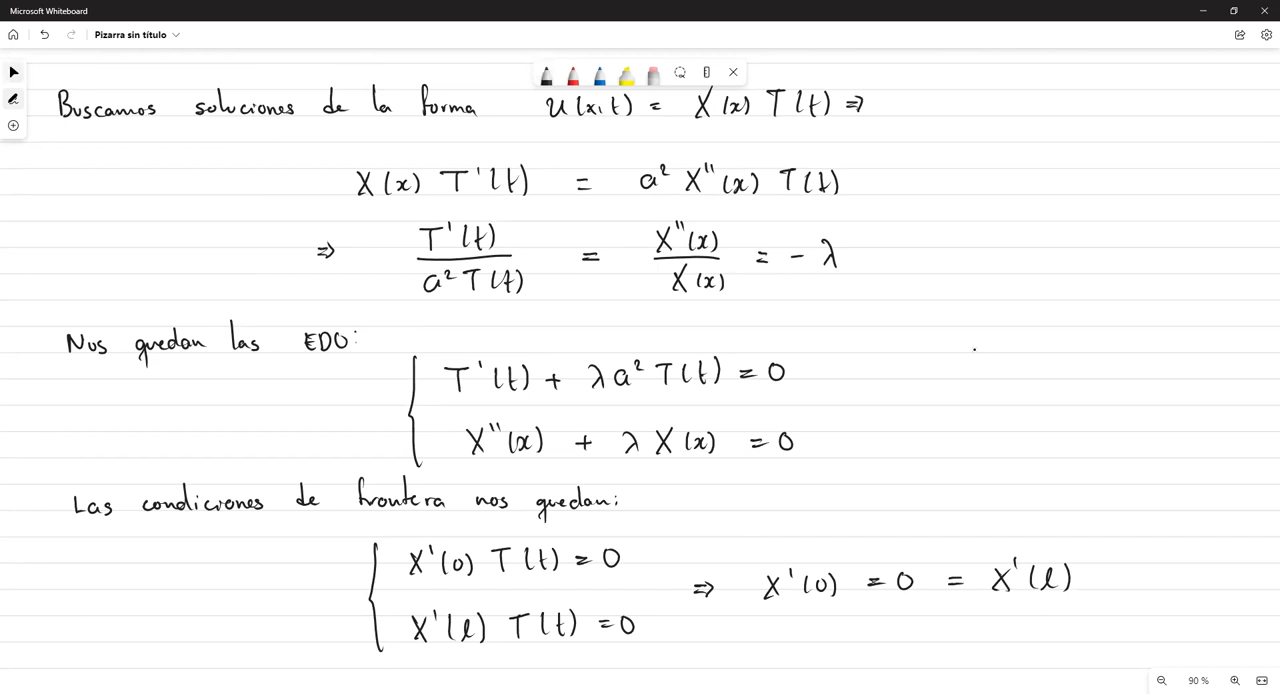 Microsoft Whiteboard
Pizarra sin título
Buscamos soluciones de la forma u(x,t) = X(x) T(t) ⇒
X(x) T'(t) = a² X''(x) T(t)
⇒ T'(t) / a² T(t) = X''(x) / X(x) = - λ
Nos quedan las EDO:
T'(t) + λ a² T(t) = 0
X''(x) + λ X(x) = 0
Las condiciones de frontera nos quedan:
X'(0) T(t) = 0
X'(l) T(t) = 0
⇒ X'(0) = 0 = X'(l)
90 %